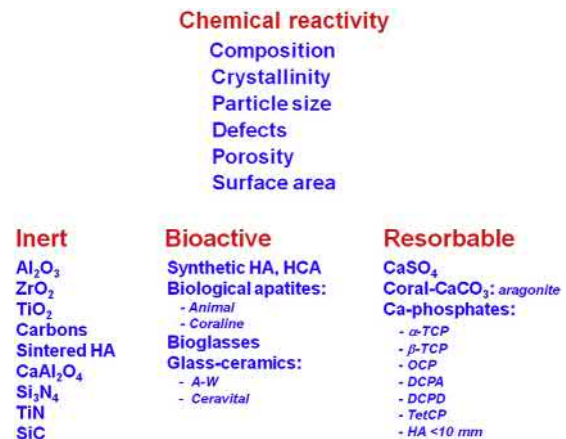 Chemical reactivity
Composition
Crystallinity
Particle size
Defects
Porosity
Surface area
Inert
Al₂O₃
ZrO₂
TiO₂
Carbons
Sintered HA
CaAl₂O₄
Si₃N₄
TiN
SiC
Bioactive
Synthetic HA, HCA
Biological apatites:
- Animal
- Coraline
Bioglasses
Glass-ceramics:
- A-W
- Ceravital
Resorbable
CaSO₄
Coral-CaCO₃: aragonite
Ca-phosphates:
- α-TCP
- β-TCP
- OCP
- DCPA
- DCPD
- TetCP
- HA <10 mm